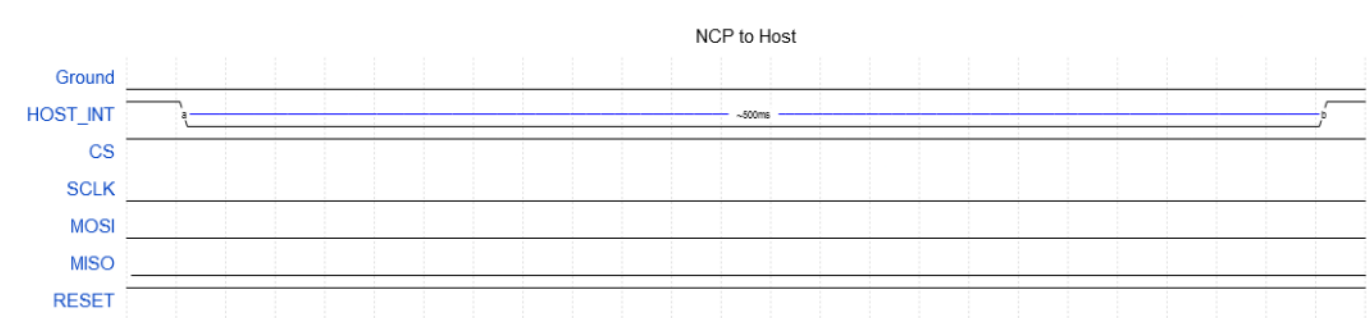 NCP to Host
Ground
HOST_INT
a ~500ms b
CS
SCLK
MOSI
MISO
RESET